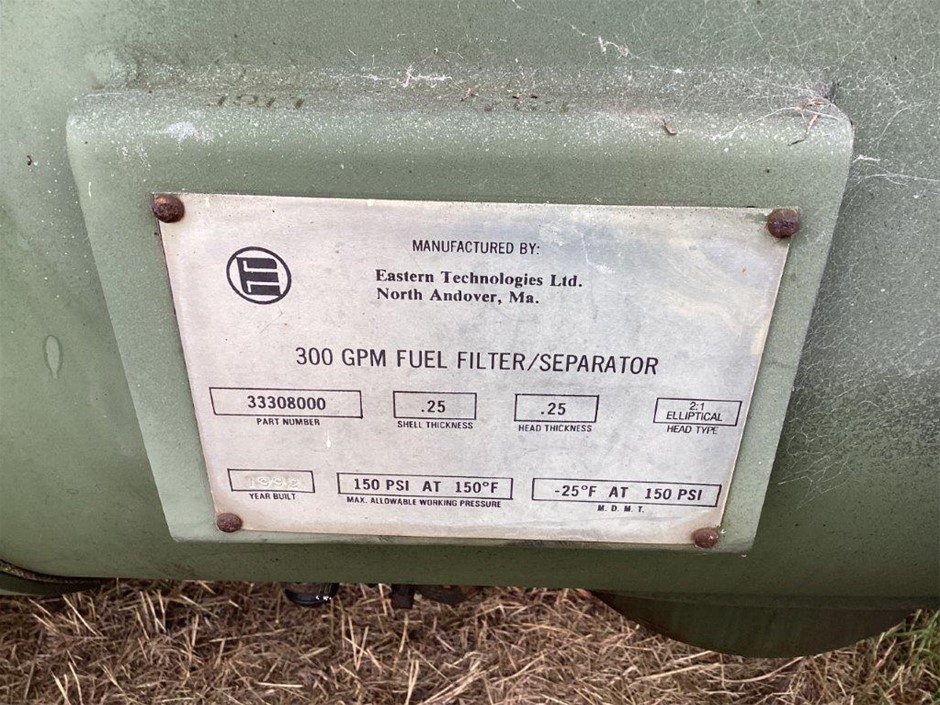 MANUFACTURED BY:
Eastern Technologies Ltd.
North Andover, Ma.
300 GPM FUEL FILTER/SEPARATOR
33308000
PART NUMBER
.25
SHELL THICKNESS
.25
HEAD THICKNESS
2:1
ELLIPTICAL
HEAD TYPE
YEAR BUILT
150 PSI AT 150°F
MAX. ALLOWABLE WORKING PRESSURE
-25°F AT 150 PSI
M. D. M. T.